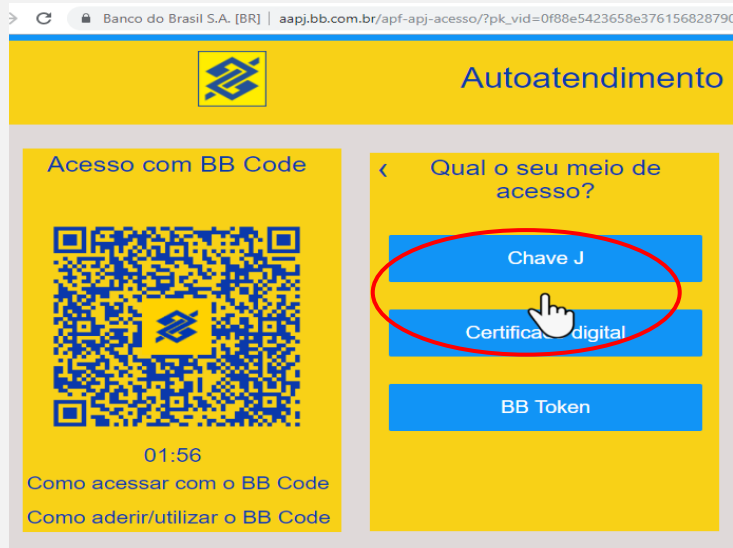 Banco do Brasil S.A. [BR] | aapj.bb.com.br/apf-apj-acesso/?pk_vid=0f88e5423658e376156828790
Autoatendimento
Acesso com BB Code
01:56
Como acessar com o BB Code
Como aderir/utilizar o BB Code
‹ Qual o seu meio de
acesso?
Chave J
Certificado digital
BB Token